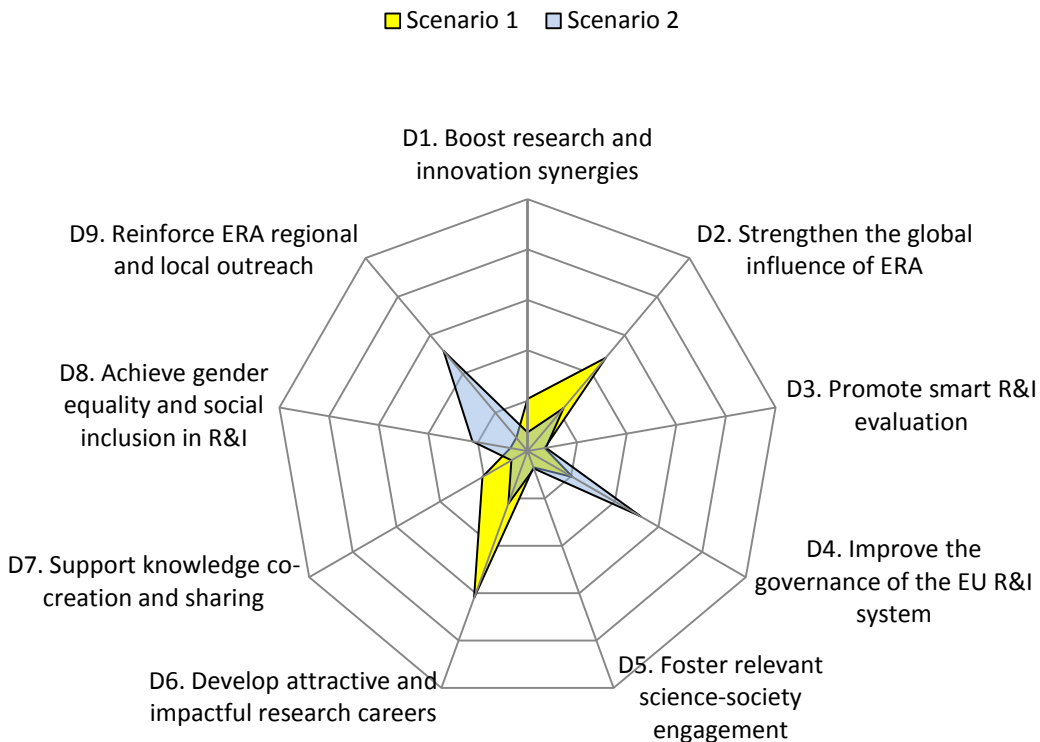 Scenario 1
Scenario 2
D1. Boost research and
innovation synergies
D2. Strengthen the global
influence of ERA
D3. Promote smart R&I
evaluation
D4. Improve the
governance of the EU R&I
system
D5. Foster relevant
science-society
engagement
D6. Develop attractive and
impactful research careers
D7. Support knowledge co-
creation and sharing
D8. Achieve gender
equality and social
inclusion in R&I
D9. Reinforce ERA regional
and local outreach